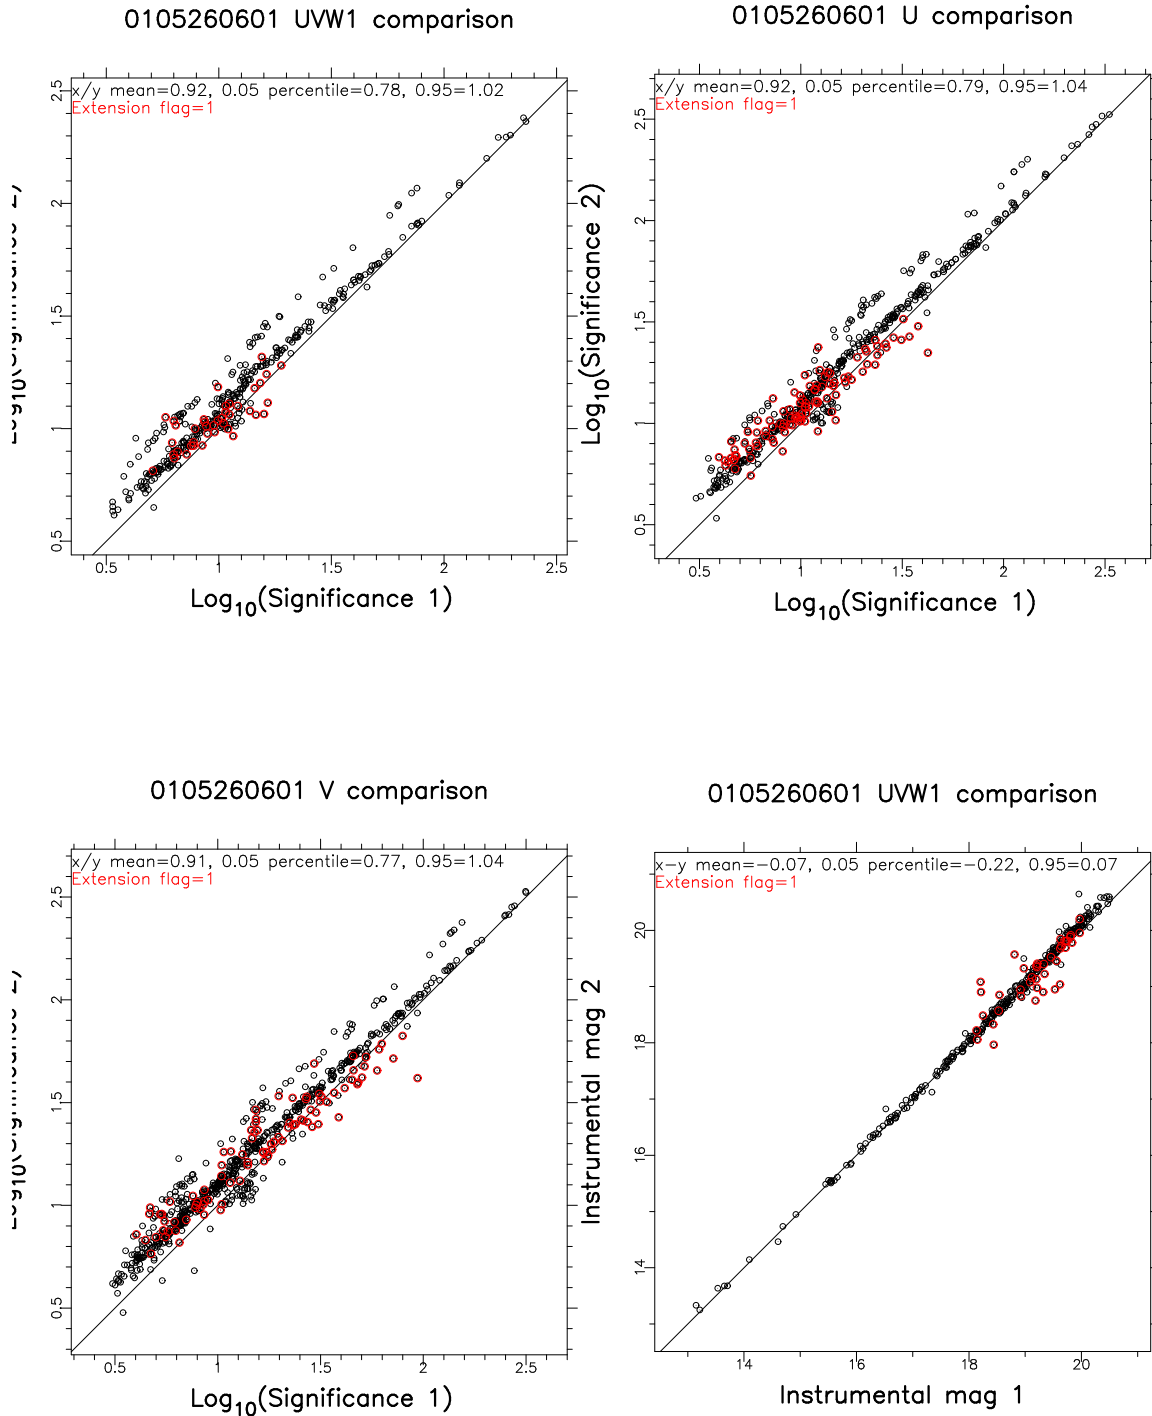 0105260601 UVW1 comparison
x/y mean=0.92, 0.05 percentile=0.78, 0.95=1.02
Extension flag=1
2.5
2
1.5
1
0.5
0.5 1 1.5 2 2.5
Log10(Significance 1)
0105260601 U comparison
x/y mean=0.92, 0.05 percentile=0.79, 0.95=1.04
Extension flag=1
Log10(Significance 2)
2.5
2
1.5
1
0.5
0.5 1 1.5 2 2.5
Log10(Significance 1)
0105260601 V comparison
x/y mean=0.91, 0.05 percentile=0.77, 0.95=1.04
Extension flag=1
2.5
2
1.5
1
0.5
0.5 1 1.5 2 2.5
Log10(Significance 1)
0105260601 UVW1 comparison
x-y mean=-0.07, 0.05 percentile=-0.22, 0.95=0.07
Extension flag=1
Instrumental mag 2
20
18
16
14
14 16 18 20
Instrumental mag 1